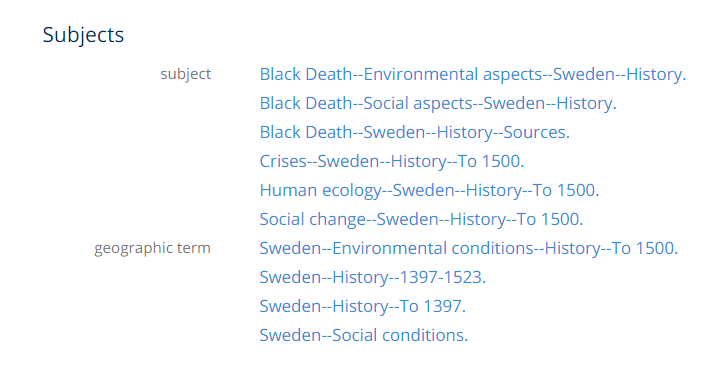 Subjects
subject Black Death--Environmental aspects--Sweden--History.
Black Death--Social aspects--Sweden--History.
Black Death--Sweden--History--Sources.
Crises--Sweden--History--To 1500.
Human ecology--Sweden--History--To 1500.
Social change--Sweden--History--To 1500.
geographic term Sweden--Environmental conditions--History--To 1500.
Sweden--History--1397-1523.
Sweden--History--To 1397.
Sweden--Social conditions.